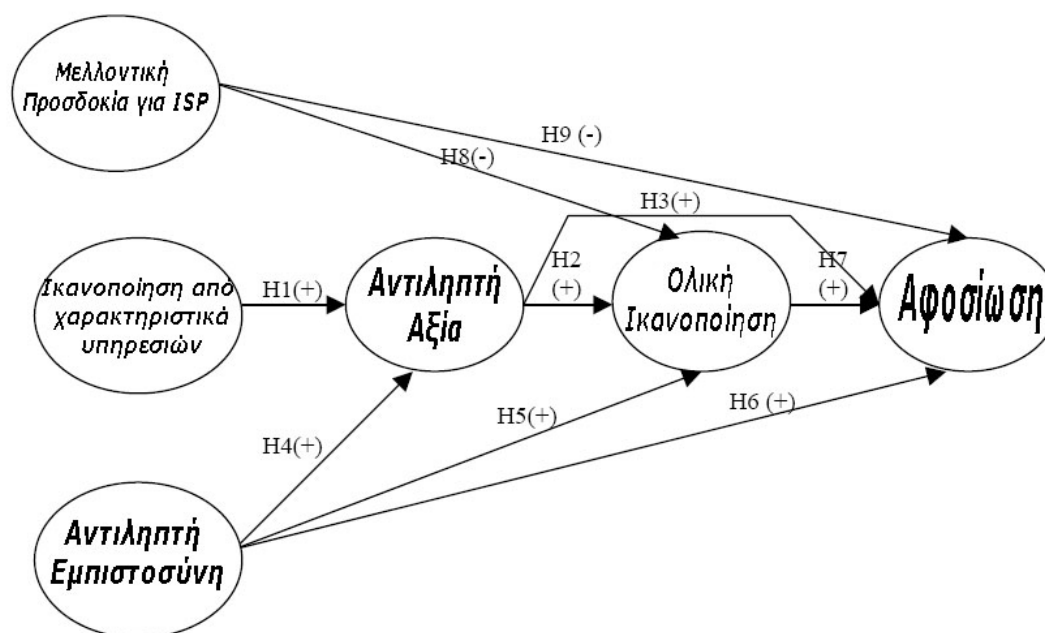 Μελλοντική
Προσδοκία για ISP
H9 (-)
H8(-)
H3(+)
Ικανοποίηση από
χαρακτηριστικά
υπηρεσιών
H1(+)
Αντιληπτή
Αξία
H2
(+)
Ολική
Ικανοποίηση
H7
(+)
Αφοσίωση
H4(+)
H5(+)
H6 (+)
Αντιληπτή
Εμπιστοσύνη